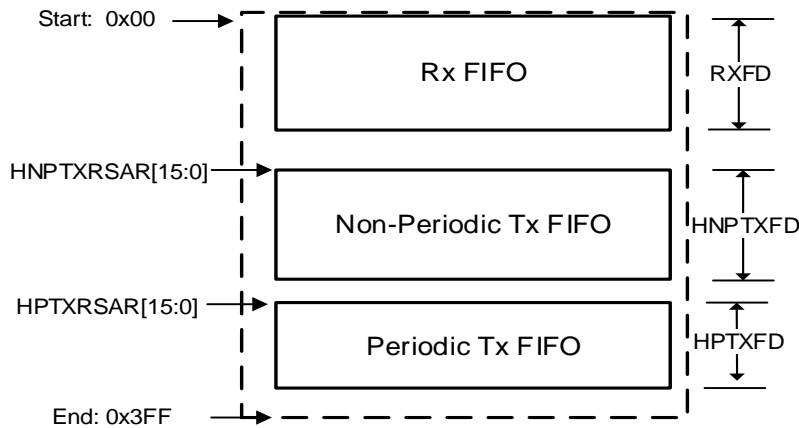 Start: 0x00
Rx FIFO
RXFD
HNPTXRSAR[15:0]
Non-Periodic Tx FIFO
HNPTXFD
HPTXRSAR[15:0]
Periodic Tx FIFO
HPTXFD
End: 0x3FF